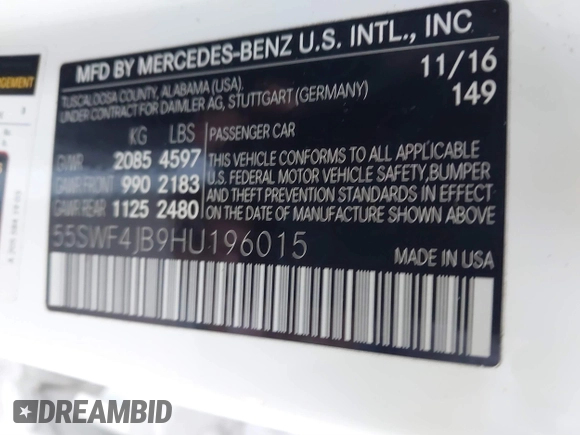 MFD BY MERCEDES-BENZ U.S. INTL., INC
TUSCALOOSA COUNTY, ALABAMA (USA).
UNDER CONTRACT FOR DAIMLER AG, STUTTGART (GERMANY)
11/16
149
KG LBS
GVWR 2085 4597
GAWR FRONT 990 2183
GAWR REAR 1125 2480
PASSENGER CAR
THIS VEHICLE CONFORMS TO ALL APPLICABLE
U.S. FEDERAL MOTOR VEHICLE SAFETY,BUMPER
AND THEFT PREVENTION STANDARDS IN EFFECT
ON THE DATE OF MANUFACTURE SHOWN ABOVE.
55SWF4JB9HU196015
MADE IN USA
DREAMBID